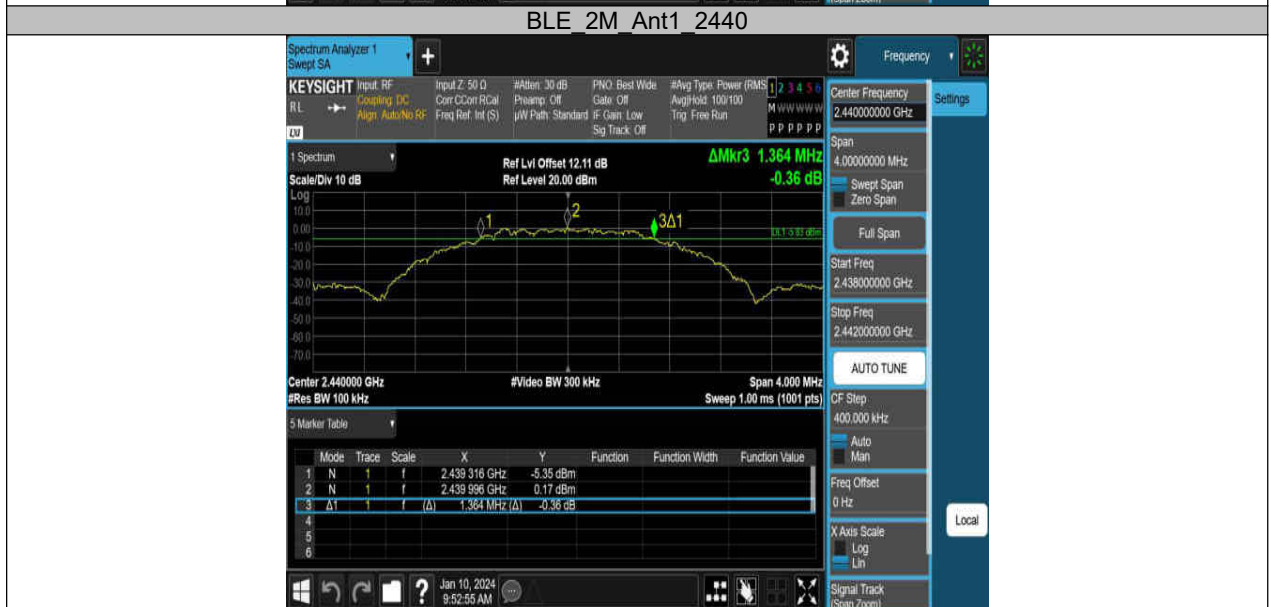 (Span Zoom)
BLE_2M_Ant1_2440
Spectrum Analyzer 1
Swept SA
+
Frequency
KEYSIGHT
RL
LXI
Input: RF
Coupling: DC
Align: Auto/No RF
Input Z: 50 Ω
Corr CCorr RCal
Freq Ref: Int (S)
#Atten: 30 dB
Preamp: Off
µW Path: Standard
PNO: Best Wide
Gate: Off
IF Gain: Low
Sig Track: Off
#Avg Type: Power (RMS
Avg|Hold: 100/100
Trig: Free Run
1 2 3 4 5 6
M W W W W W
P P P P P P
Center Frequency
2.440000000 GHz
Settings
1 Spectrum
Scale/Div 10 dB
Ref Lvl Offset 12.11 dB
Ref Level 20.00 dBm
ΔMkr3 1.364 MHz
-0.36 dB
Log
10.0
0.00
-10.0
-20.0
-30.0
-40.0
-50.0
-60.0
-70.0
1
2
3Δ1
DL1 -5.83 dBm
Center 2.440000 GHz
#Res BW 100 kHz
#Video BW 300 kHz
Span 4.000 MHz
Sweep 1.00 ms (1001 pts)
Span
4.00000000 MHz
Swept Span
Zero Span
Full Span
Start Freq
2.438000000 GHz
Stop Freq
2.442000000 GHz
AUTO TUNE
CF Step
400.000 kHz
Auto
Man
Freq Offset
0 Hz
X Axis Scale
Log
Lin
Signal Track
(Span Zoom)
Local
5 Marker Table
Mode Trace Scale X Y Function Function Width Function Value
1 N 1 f 2.439 316 GHz -5.35 dBm
2 N 1 f 2.439 996 GHz 0.17 dBm
3 Δ1 1 f (Δ) 1.364 MHz (Δ) -0.36 dB
4
5
6
?
Jan 10, 2024
9:52:55 AM